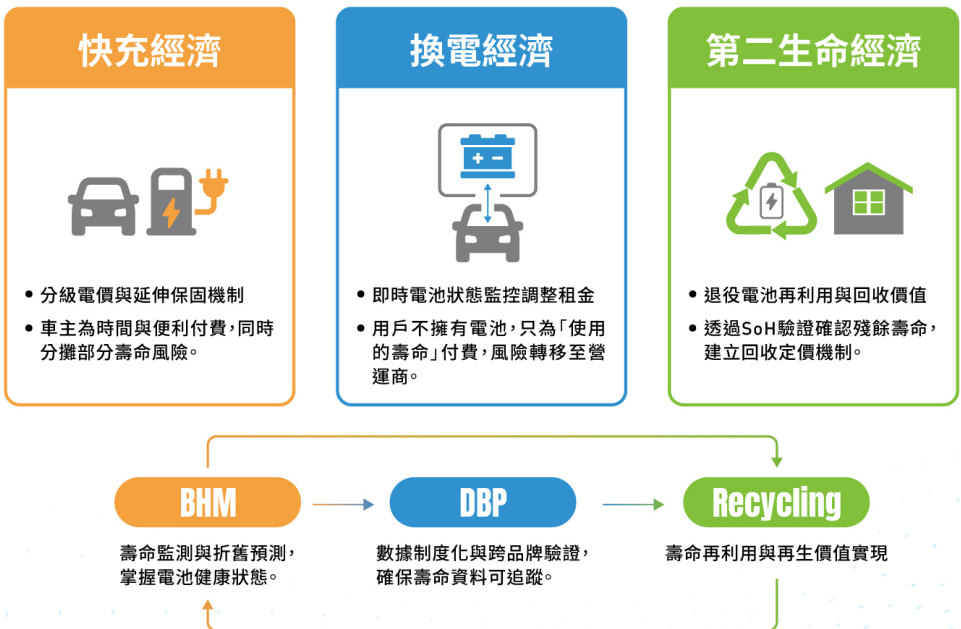 快充經濟
• 分級電價與延伸保固機制
• 車主為時間與便利付費,同時
分攤部分壽命風險。
換電經濟
• 即時電池狀態監控調整租金
• 用戶不擁有電池,只為「使用
的壽命」付費,風險轉移至營
運商。
第二生命經濟
• 退役電池再利用與回收價值
• 透過SoH驗證確認殘餘壽命,
建立回收定價機制。
BHM
壽命監測與折舊預測,
掌握電池健康狀態。
DBP
數據制度化與跨品牌驗證,
確保壽命資料可追蹤。
Recycling
壽命再利用與再生價值實現